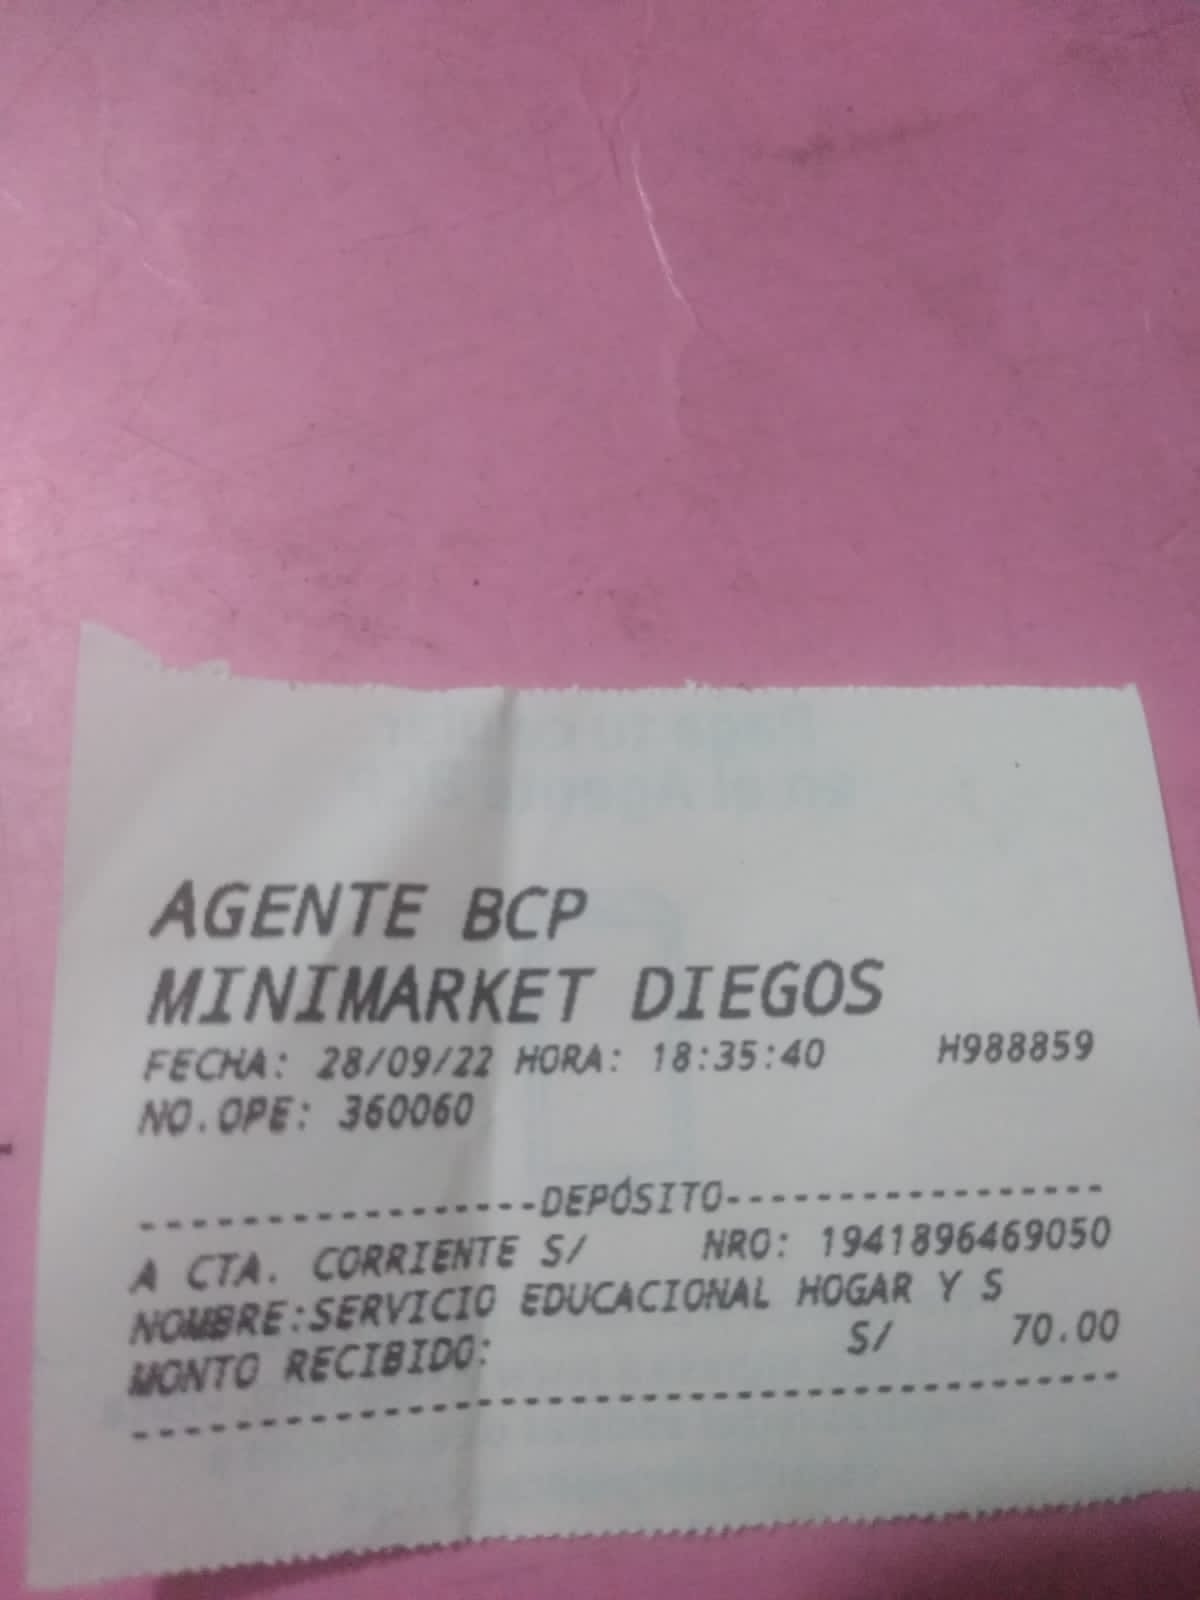 AGENTE BCP
MINIMARKET DIEGOS
FECHA: 28/09/22 HORA: 18:35:40 H988859
NO.OPE: 360060
------------------DEPÓSITO-----------------
A CTA. CORRIENTE S/ NRO: 1941896469050
NOMBRE:SERVICIO EDUCACIONAL HOGAR Y S
MONTO RECIBIDO: S/ 70.00